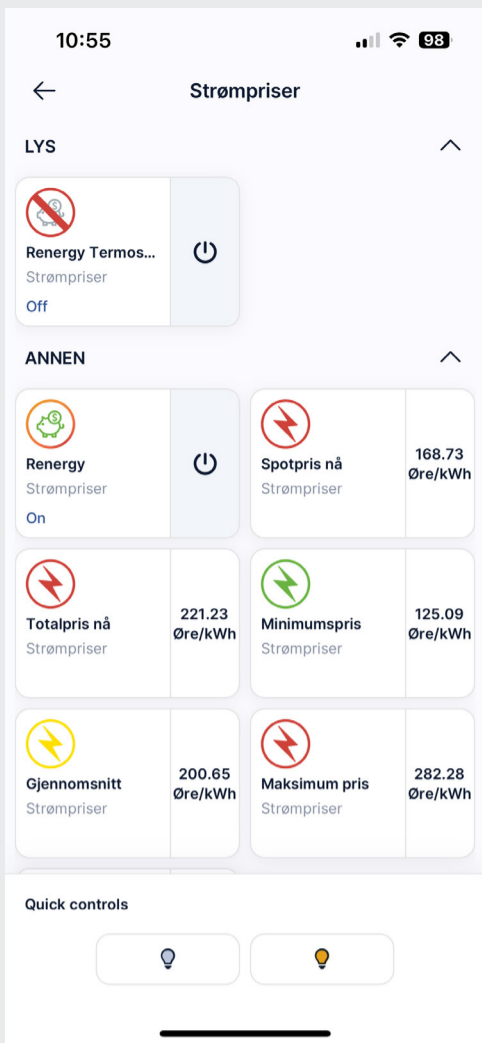 10:55
98
Strømpriser
LYS
Renergy Termos...
Strømpriser
Off
ANNEN
Renergy
Strømpriser
On
Spotpris nå
Strømpriser
168.73
Øre/kWh
Totalpris nå
Strømpriser
221.23
Øre/kWh
Minimumspris
Strømpriser
125.09
Øre/kWh
Gjennomsnitt
Strømpriser
200.65
Øre/kWh
Maksimum pris
Strømpriser
282.28
Øre/kWh
Quick controls